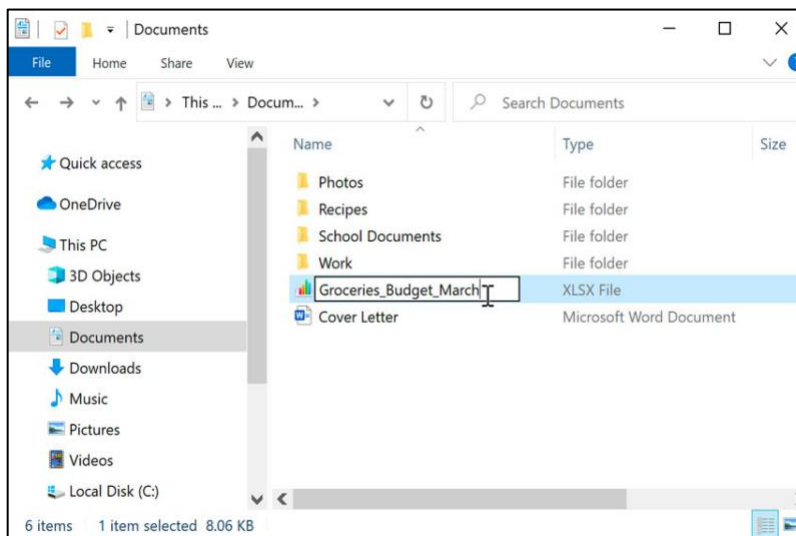 Documents
File Home Share View
This ... Docum... Search Documents
Name Type Size
Quick access
OneDrive
This PC
3D Objects
Desktop
Documents
Downloads
Music
Pictures
Videos
Local Disk (C:)
Photos File folder
Recipes File folder
School Documents File folder
Work File folder
Groceries_Budget_March XLSX File
Cover Letter Microsoft Word Document
6 items 1 item selected 8.06 KB